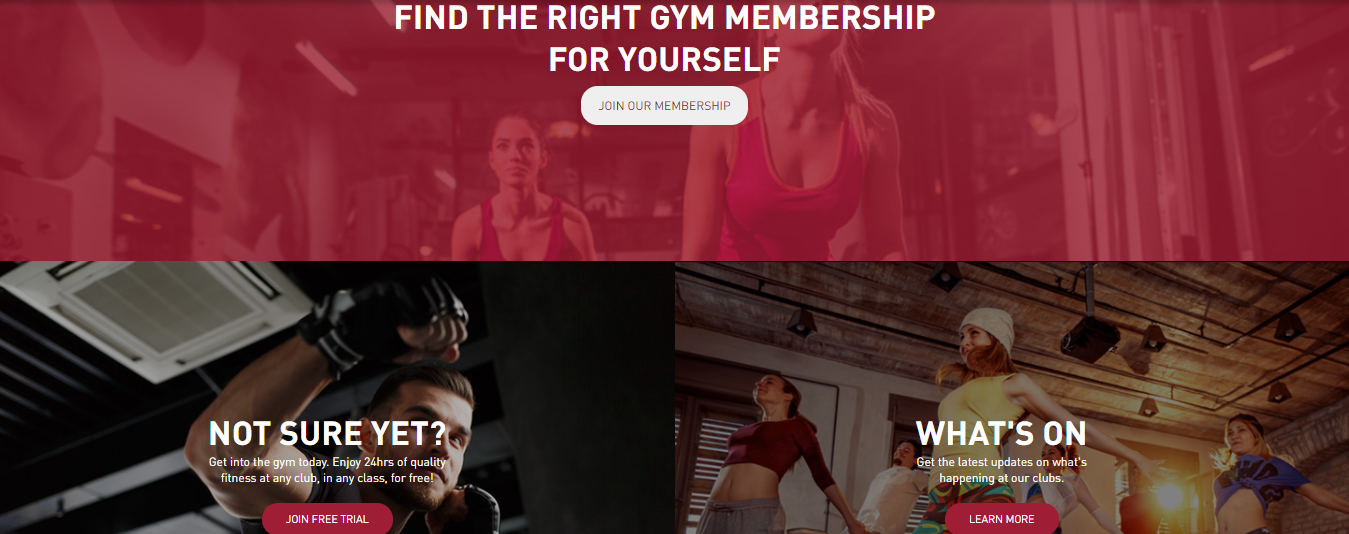 FIND THE RIGHT GYM MEMBERSHIP
FOR YOURSELF
JOIN OUR MEMBERSHIP
NOT SURE YET?
Get into the gym today. Enjoy 24hrs of quality
fitness at any club, in any class, for free!
JOIN FREE TRIAL
WHAT'S ON
Get the latest updates on what's
happening at our clubs.
LEARN MORE